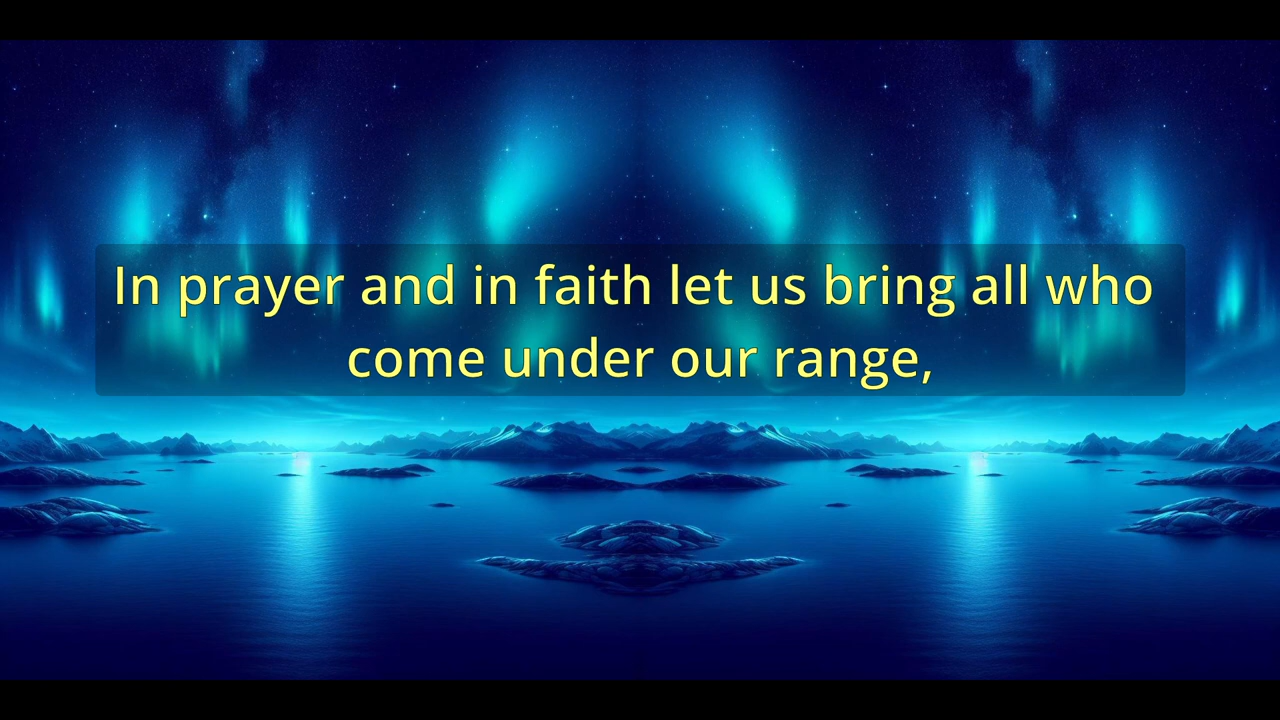 In prayer and in faith let us bring all who
come under our range,